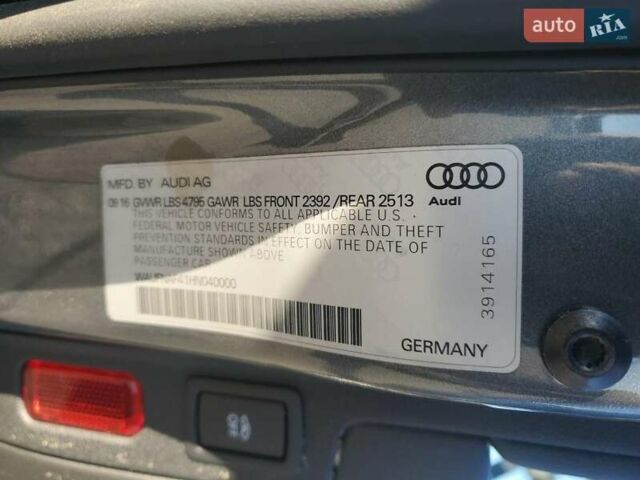 AUTO RIA
.com
MFD. BY AUDI AG
09 16 GVWR LBS 4795 GAWR LBS FRONT 2392 / REAR 2513
THIS VEHICLE CONFORMS TO ALL APPLICABLE U.S.
FEDERAL MOTOR VEHICLE SAFETY, BUMPER AND THEFT
PREVENTION STANDARDS IN EFFECT ON THE DATE OF
MANUFACTURE SHOWN ABOVE.
PASSENGER CAR
Audi
3914165
GERMANY